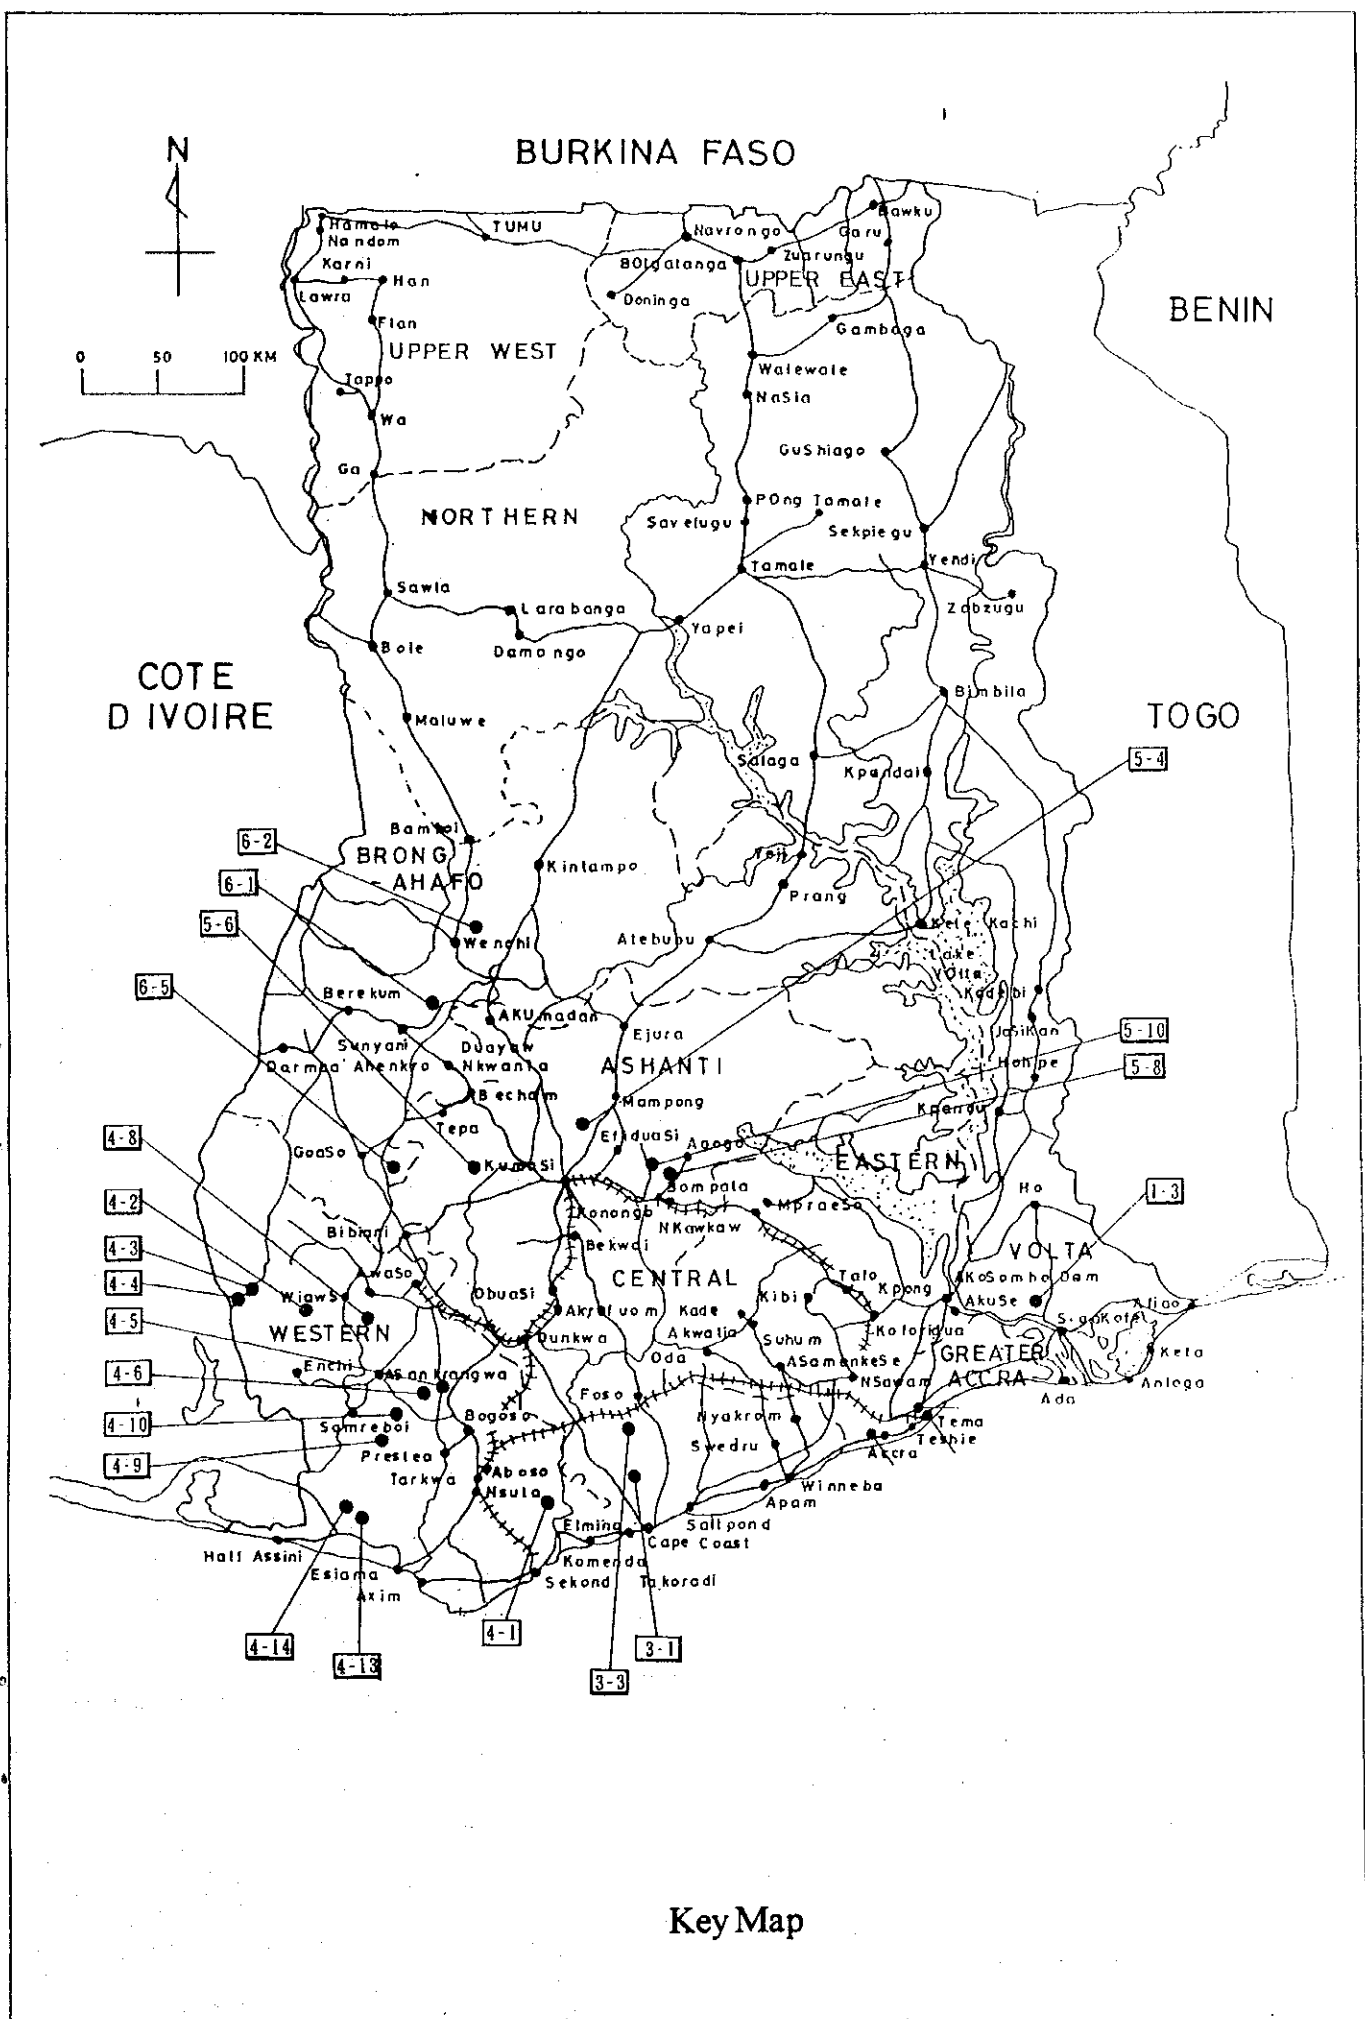 N
BURKINA FASO
Bawku
Hamale
Nandom
TUMU
Navrongo
Garu
Zuarungu
Karni
BOlgatanga
UPPER EAST
Lawra
Han
Doninga
BENIN
Fian
Gambaga
UPPER WEST
0
50
100 KM
Walewale
Tappo
NaSia
Wa
GuShiago
Ga
POng Tamale
NORTHERN
Savelugu
Sekpiegu
Tamale
Yendi
Sawla
Zabzugu
Larabanga
Yapei
Bole
Damongo
COTE
D IVOIRE
Bimbila
Maluwe
TOGO
Salaga
5-4
Kpandai
Bamboi
6-2
BRONG
- AHAFO
Yeji
Kintampo
6-1
Prang
5-6
Kete Kachi
Wenchi
Atebubu
Lake
VOlta
6-5
Berekum
Kadebi
AKUmadan
Ejura
JaSiKan
5-10
Sunyani
Duayaw
Nkwanta
Darmaa Ahenkro
ASHANTI
Hohoe
5-8
Bechem
Mampong
Kpandu
Tepa
4-8
EfiduaSi
Agogo
GoaSo
KumaSi
EASTERN
Bompata
Ho
1-3
4-2
Konongo
MpraeSo
NKawkaw
Bibiani
Bekwai
VOLTA
4-3
AwaSo
CENTRAL
Tafo
AKoSombo Dam
4-4
WiawSo
ObuaSi
Kibi
Kpong
AkuSe
Aflao
4-5
Akrofuom
Kade
SogaKofe
WESTERN
Dunkwa
Akwatia
Suhum
Koforidua
Keta
Enchi
Oda
GREATER
ACCRA
4-6
ASankrangwa
ASamankeSe
NSawam
Anloga
Foso
Ada
4-10
Samreboi
Bogoso
Nyakrom
Tema
4-9
Prestea
Swedru
Teshie
Accra
Tarkwa
Aboso
Nsuta
Winneba
Apam
Elmina
Saltpond
Cape Coast
Half Assini
Komenda
Esiama
Sekond
Takoradi
Axim
4-14
4-1
3-1
4-13
3-3
Key Map